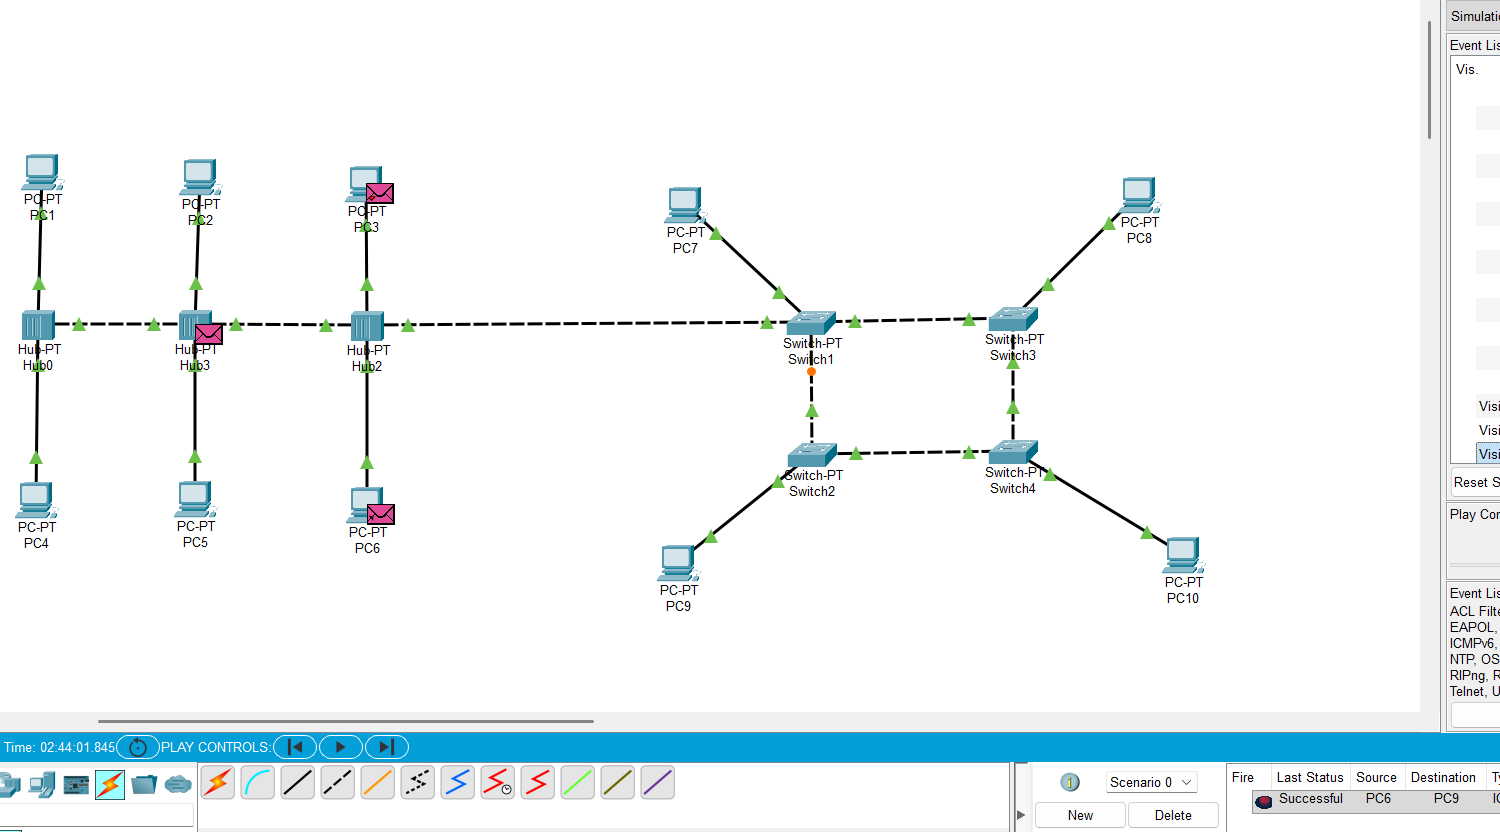 Simulati
Event Lis
Vis.
PC-PT
PC1
PC-PT
PC2
PC-PT
PC3
PC-PT
PC7
PC-PT
PC8
Hub-PT
Hub0
Hub-PT
Hub3
Hub-PT
Hub2
Switch-PT
Switch1
Switch-PT
Switch3
Switch-PT
Switch2
Switch-PT
Switch4
PC-PT
PC4
PC-PT
PC5
PC-PT
PC6
PC-PT
PC9
PC-PT
PC10
Visi
Visi
Visi
Reset S
Play Con
Event Lis
ACL Filte
EAPOL,
ICMPv6,
NTP, OS
RIPng, R
Telnet, U
Time: 02:44:01.845
PLAY CONTROLS:
Scenario 0
New
Delete
Fire Last Status Source Destination Ty
Successful PC6 PC9 IC